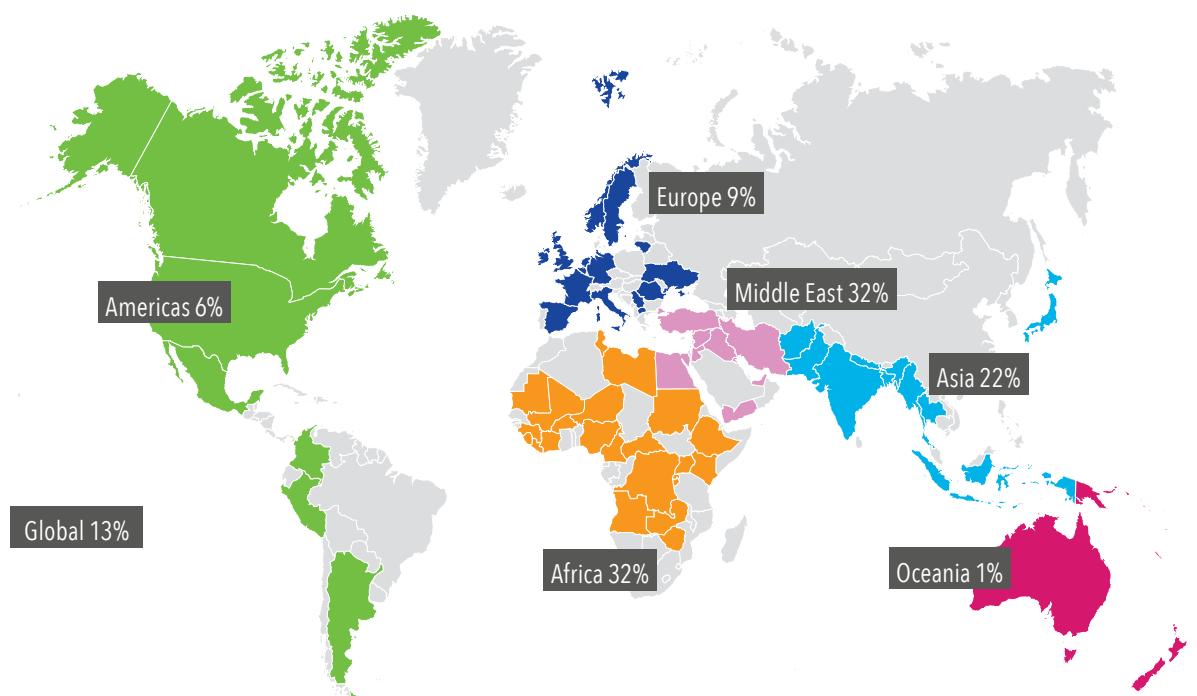 Europe 9%
Middle East 32%
Americas 6%
Asia 22%
Global 13%
Africa 32%
Oceania 1%